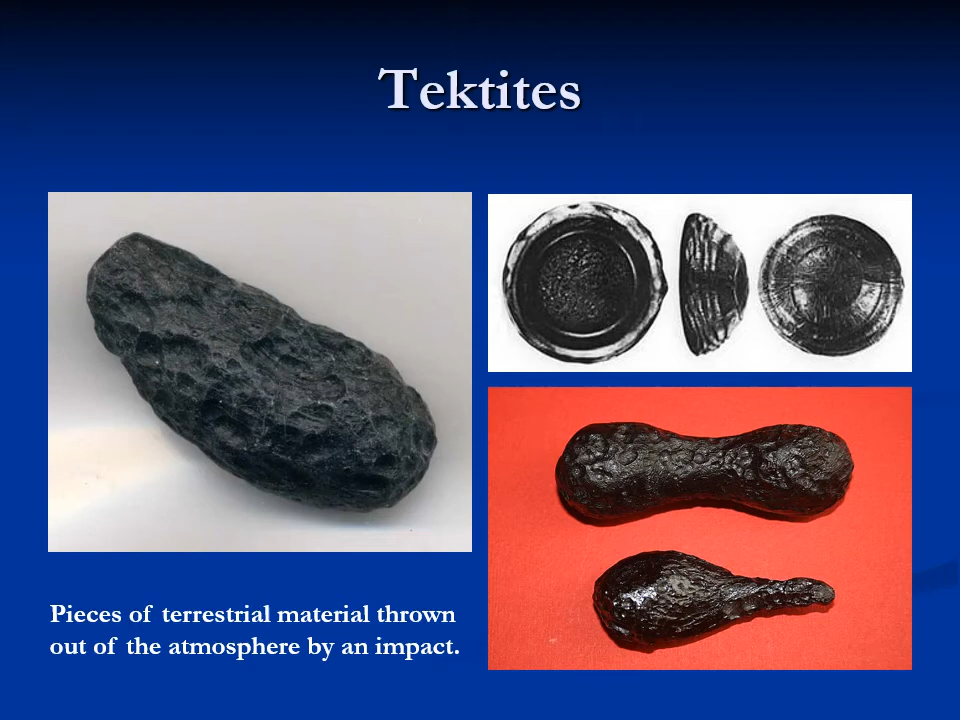 Tektites
Pieces of terrestrial material thrown
out of the atmosphere by an impact.